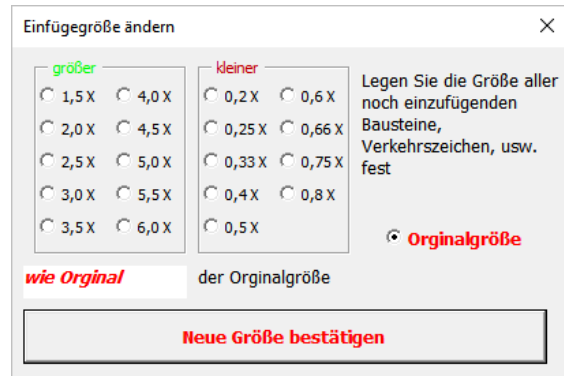 Einfügegröße ändern
größer
1,5 X 4,0 X
2,0 X 4,5 X
2,5 X 5,0 X
3,0 X 5,5 X
3,5 X 6,0 X
kleiner
0,2 X 0,6 X
0,25 X 0,66 X
0,33 X 0,75 X
0,4 X 0,8 X
0,5 X
Legen Sie die Größe aller
noch einzufügenden
Bausteine,
Verkehrszeichen, usw.
fest
Orginalgröße
wie Orginal der Orginalgröße
Neue Größe bestätigen